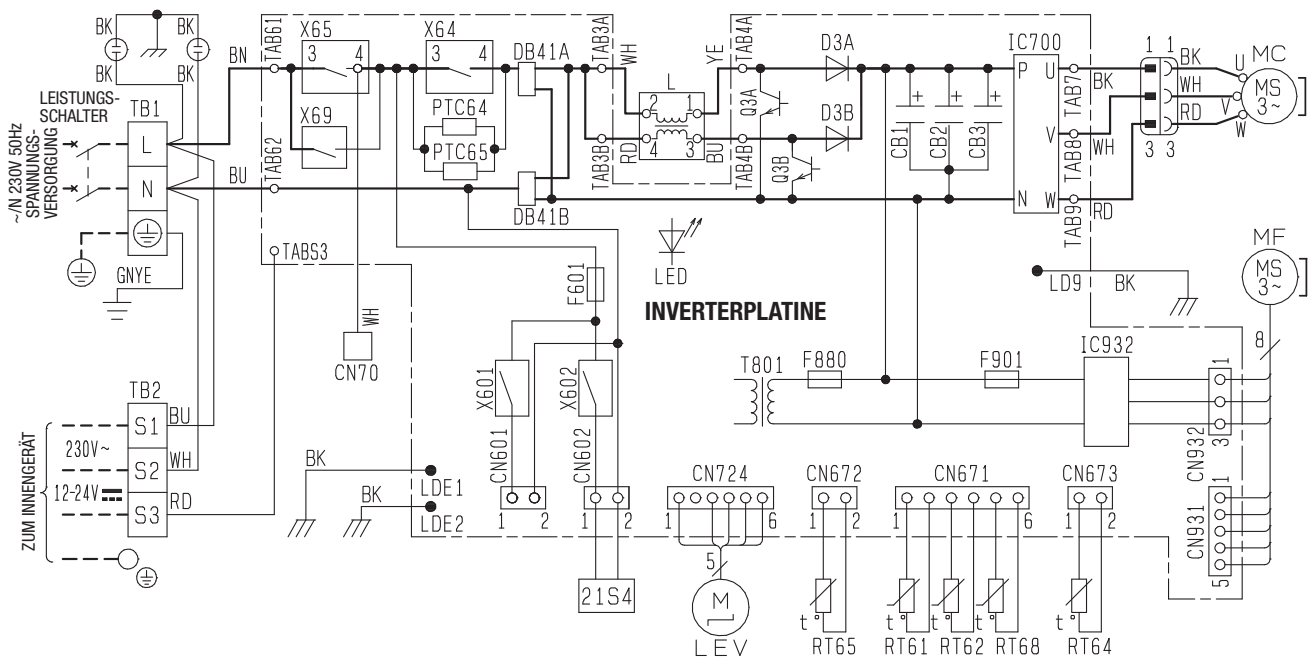 BK BK
BK BK
BN
BU
LEISTUNGS-
SCHALTER
TB1
L
N
~/N 230V 50Hz
SPANNUNGS-
VERSORGUNG
GNYE
TAB61
TAB62
TABS3
X65
3 4
X69
X64
3 4
PTC64
PTC65
DB41A
DB41B
TAB3A
TAB3B
WH
RD
L
2 1
4 3
YE
BU
TAB4A
TAB4B
D3A
D3B
Q3A
Q3B
+ + +
CB1
CB2
CB3
IC700
P U
V
N W
TAB7
TAB8
TAB9
BK
WH
RD
1 1
3 3
BK
WH
RD
U
V
W
MC
MS
3~
LED
INVERTERPLATINE
LD9 BK
MF
MS
3~
8
WH
CN70
F601
X601
X602
CN601
1 2
CN602
1 2
21S4
T801
F880
F901
IC932
1
3
CN932
1
5
CN931
TB2
S1
S2
S3
BU
WH
RD
230V~
12-24V
ZUM INNENGERÄT
BK
LDE1
BK
LDE2
CN724
1 6
5
M
LEV
CN672
1 2
t°
RT65
CN671
1 6
t° t° t°
RT61 RT62 RT68
CN673
1 2
t°
RT64